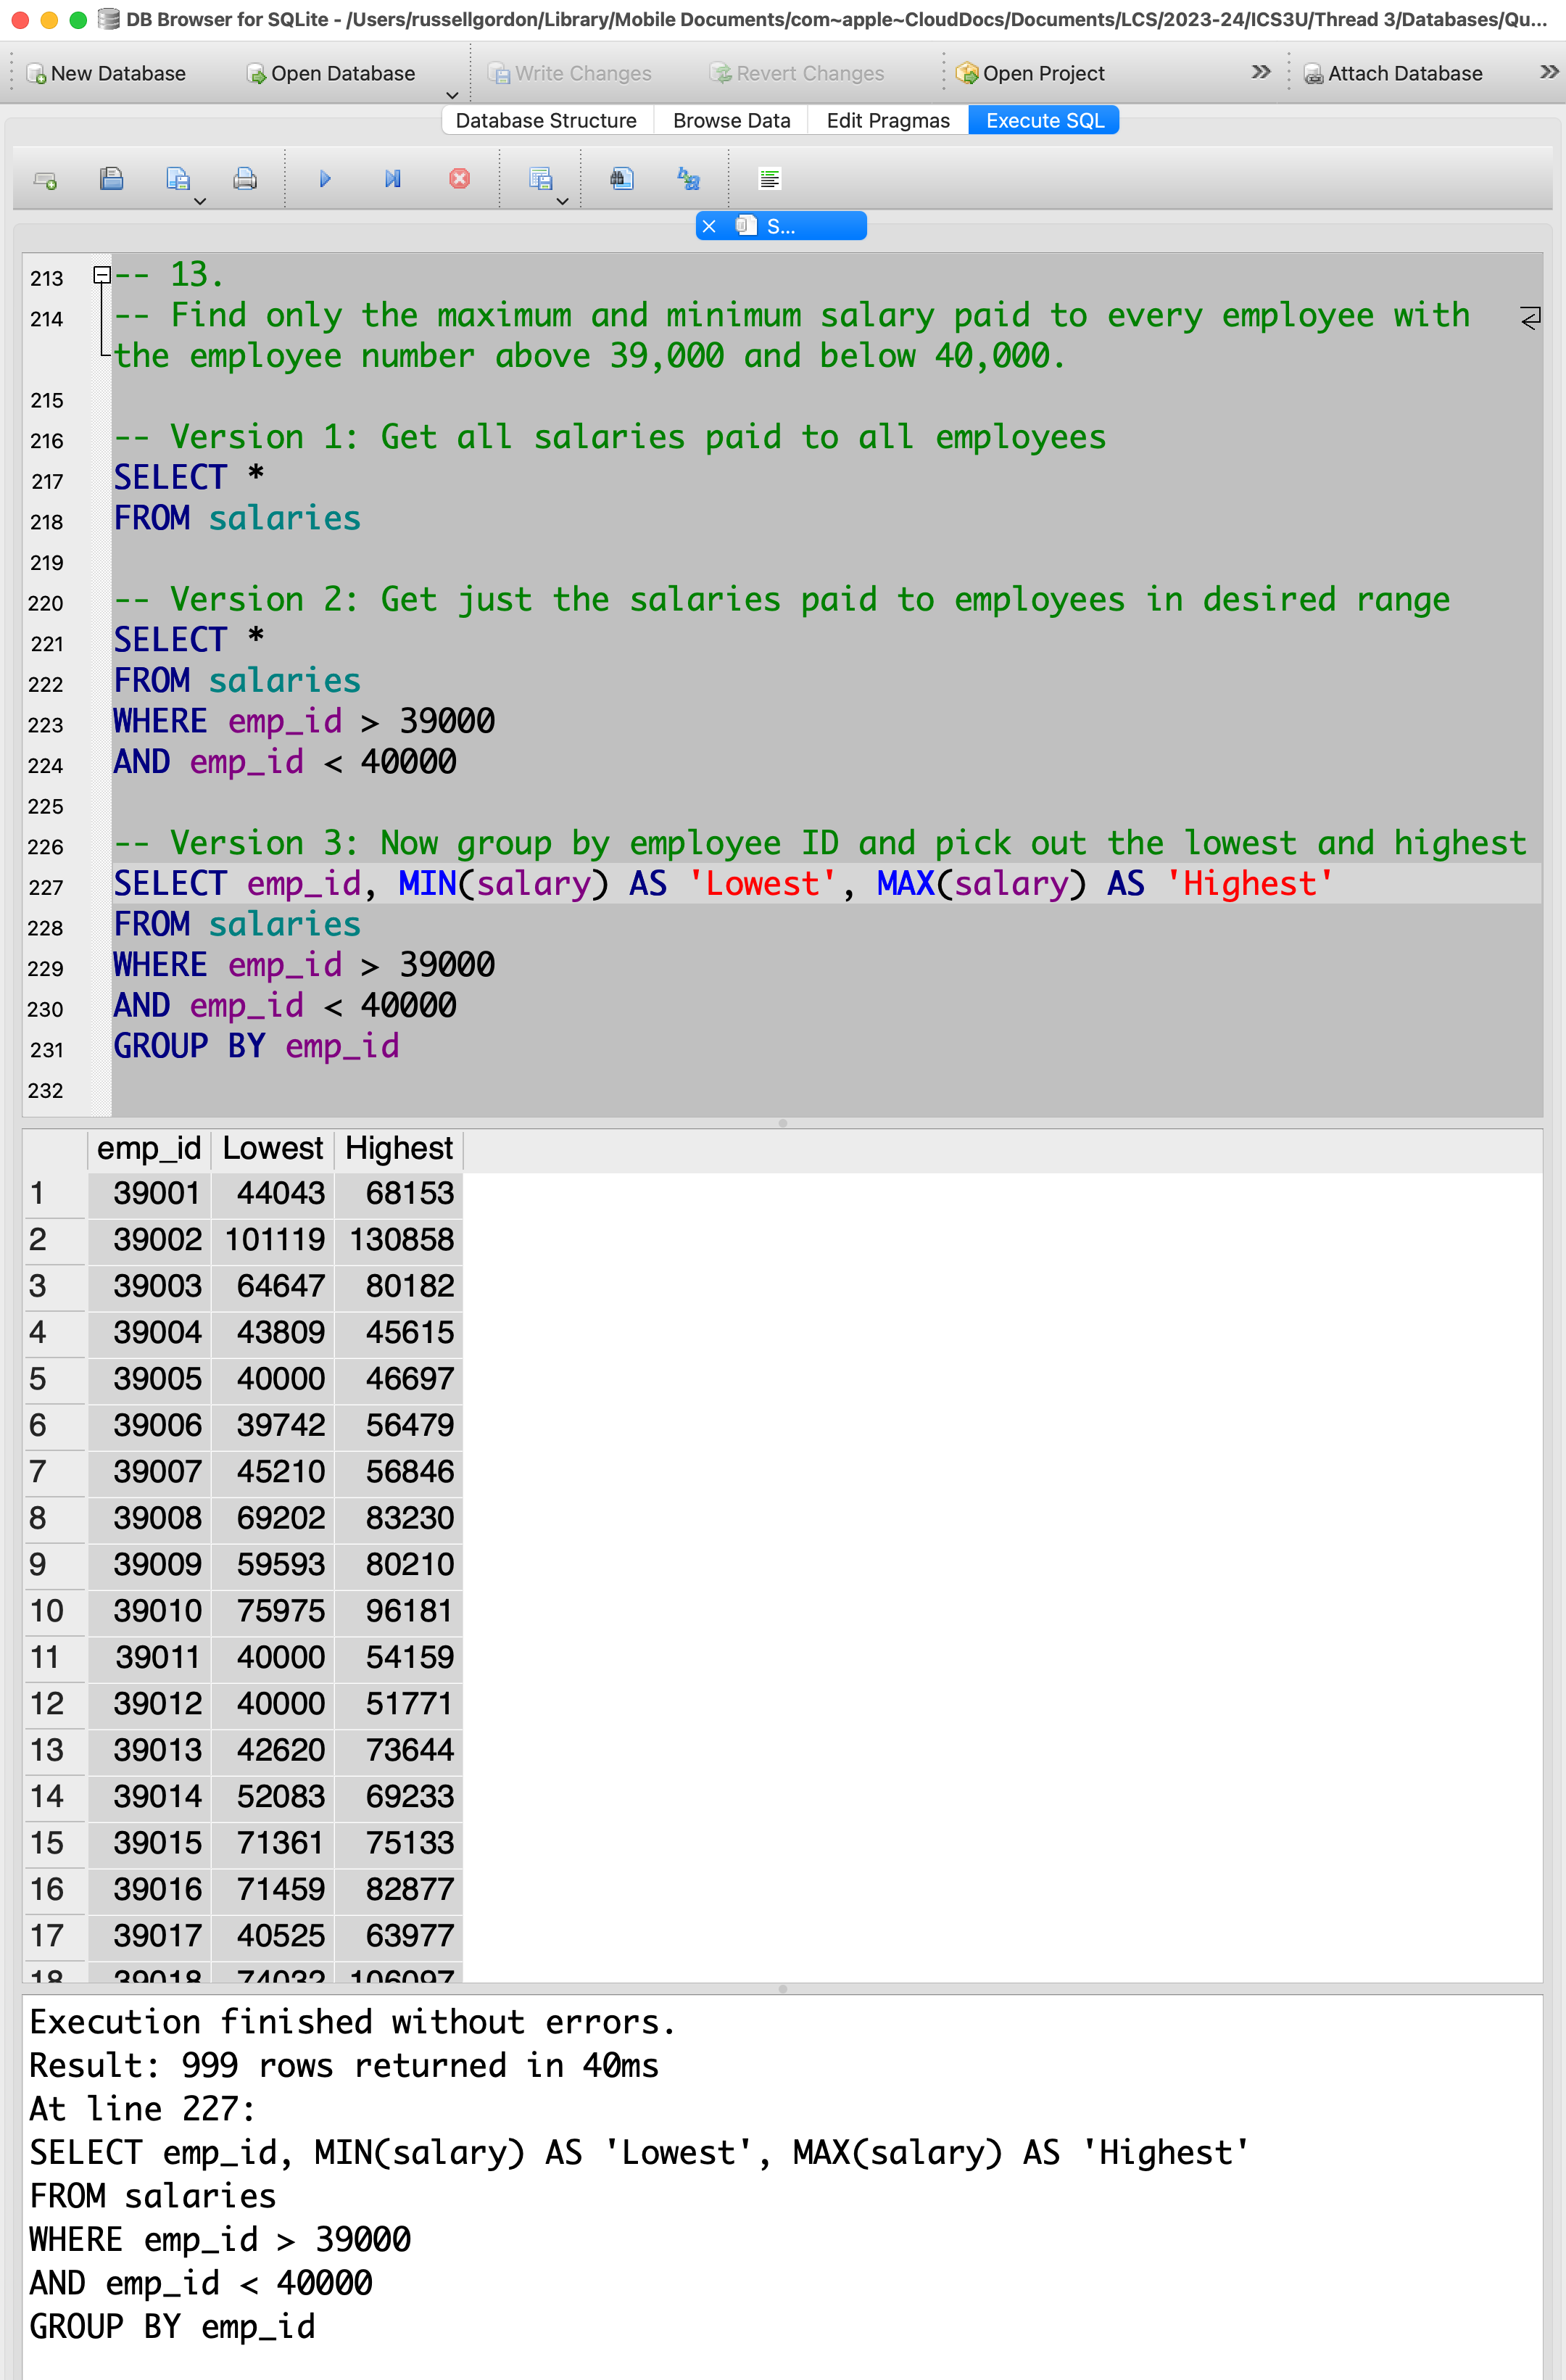 DB Browser for SQLite - /Users/russellgordon/Library/Mobile Documents/com~apple~CloudDocs/Documents/LCS/2023-24/ICS3U/Thread 3/Databases/Qu...
New Database Open Database Write Changes Revert Changes Open Project >> Attach Database >>
Database Structure Browse Data Edit Pragmas Execute SQL
S...
213 -- 13.
214 -- Find only the maximum and minimum salary paid to every employee with
the employee number above 39,000 and below 40,000.
215
216 -- Version 1: Get all salaries paid to all employees
217 SELECT *
218 FROM salaries
219
220 -- Version 2: Get just the salaries paid to employees in desired range
221 SELECT *
222 FROM salaries
223 WHERE emp_id > 39000
224 AND emp_id < 40000
225
226 -- Version 3: Now group by employee ID and pick out the lowest and highest
227 SELECT emp_id, MIN(salary) AS 'Lowest', MAX(salary) AS 'Highest'
228 FROM salaries
229 WHERE emp_id > 39000
230 AND emp_id < 40000
231 GROUP BY emp_id
232
emp_id Lowest Highest
1 39001 44043 68153
2 39002 101119 130858
3 39003 64647 80182
4 39004 43809 45615
5 39005 40000 46697
6 39006 39742 56479
7 39007 45210 56846
8 39008 69202 83230
9 39009 59593 80210
10 39010 75975 96181
11 39011 40000 54159
12 39012 40000 51771
13 39013 42620 73644
14 39014 52083 69233
15 39015 71361 75133
16 39016 71459 82877
17 39017 40525 63977
18 39018 74032 106097
Execution finished without errors.
Result: 999 rows returned in 40ms
At line 227:
SELECT emp_id, MIN(salary) AS 'Lowest', MAX(salary) AS 'Highest'
FROM salaries
WHERE emp_id > 39000
AND emp_id < 40000
GROUP BY emp_id